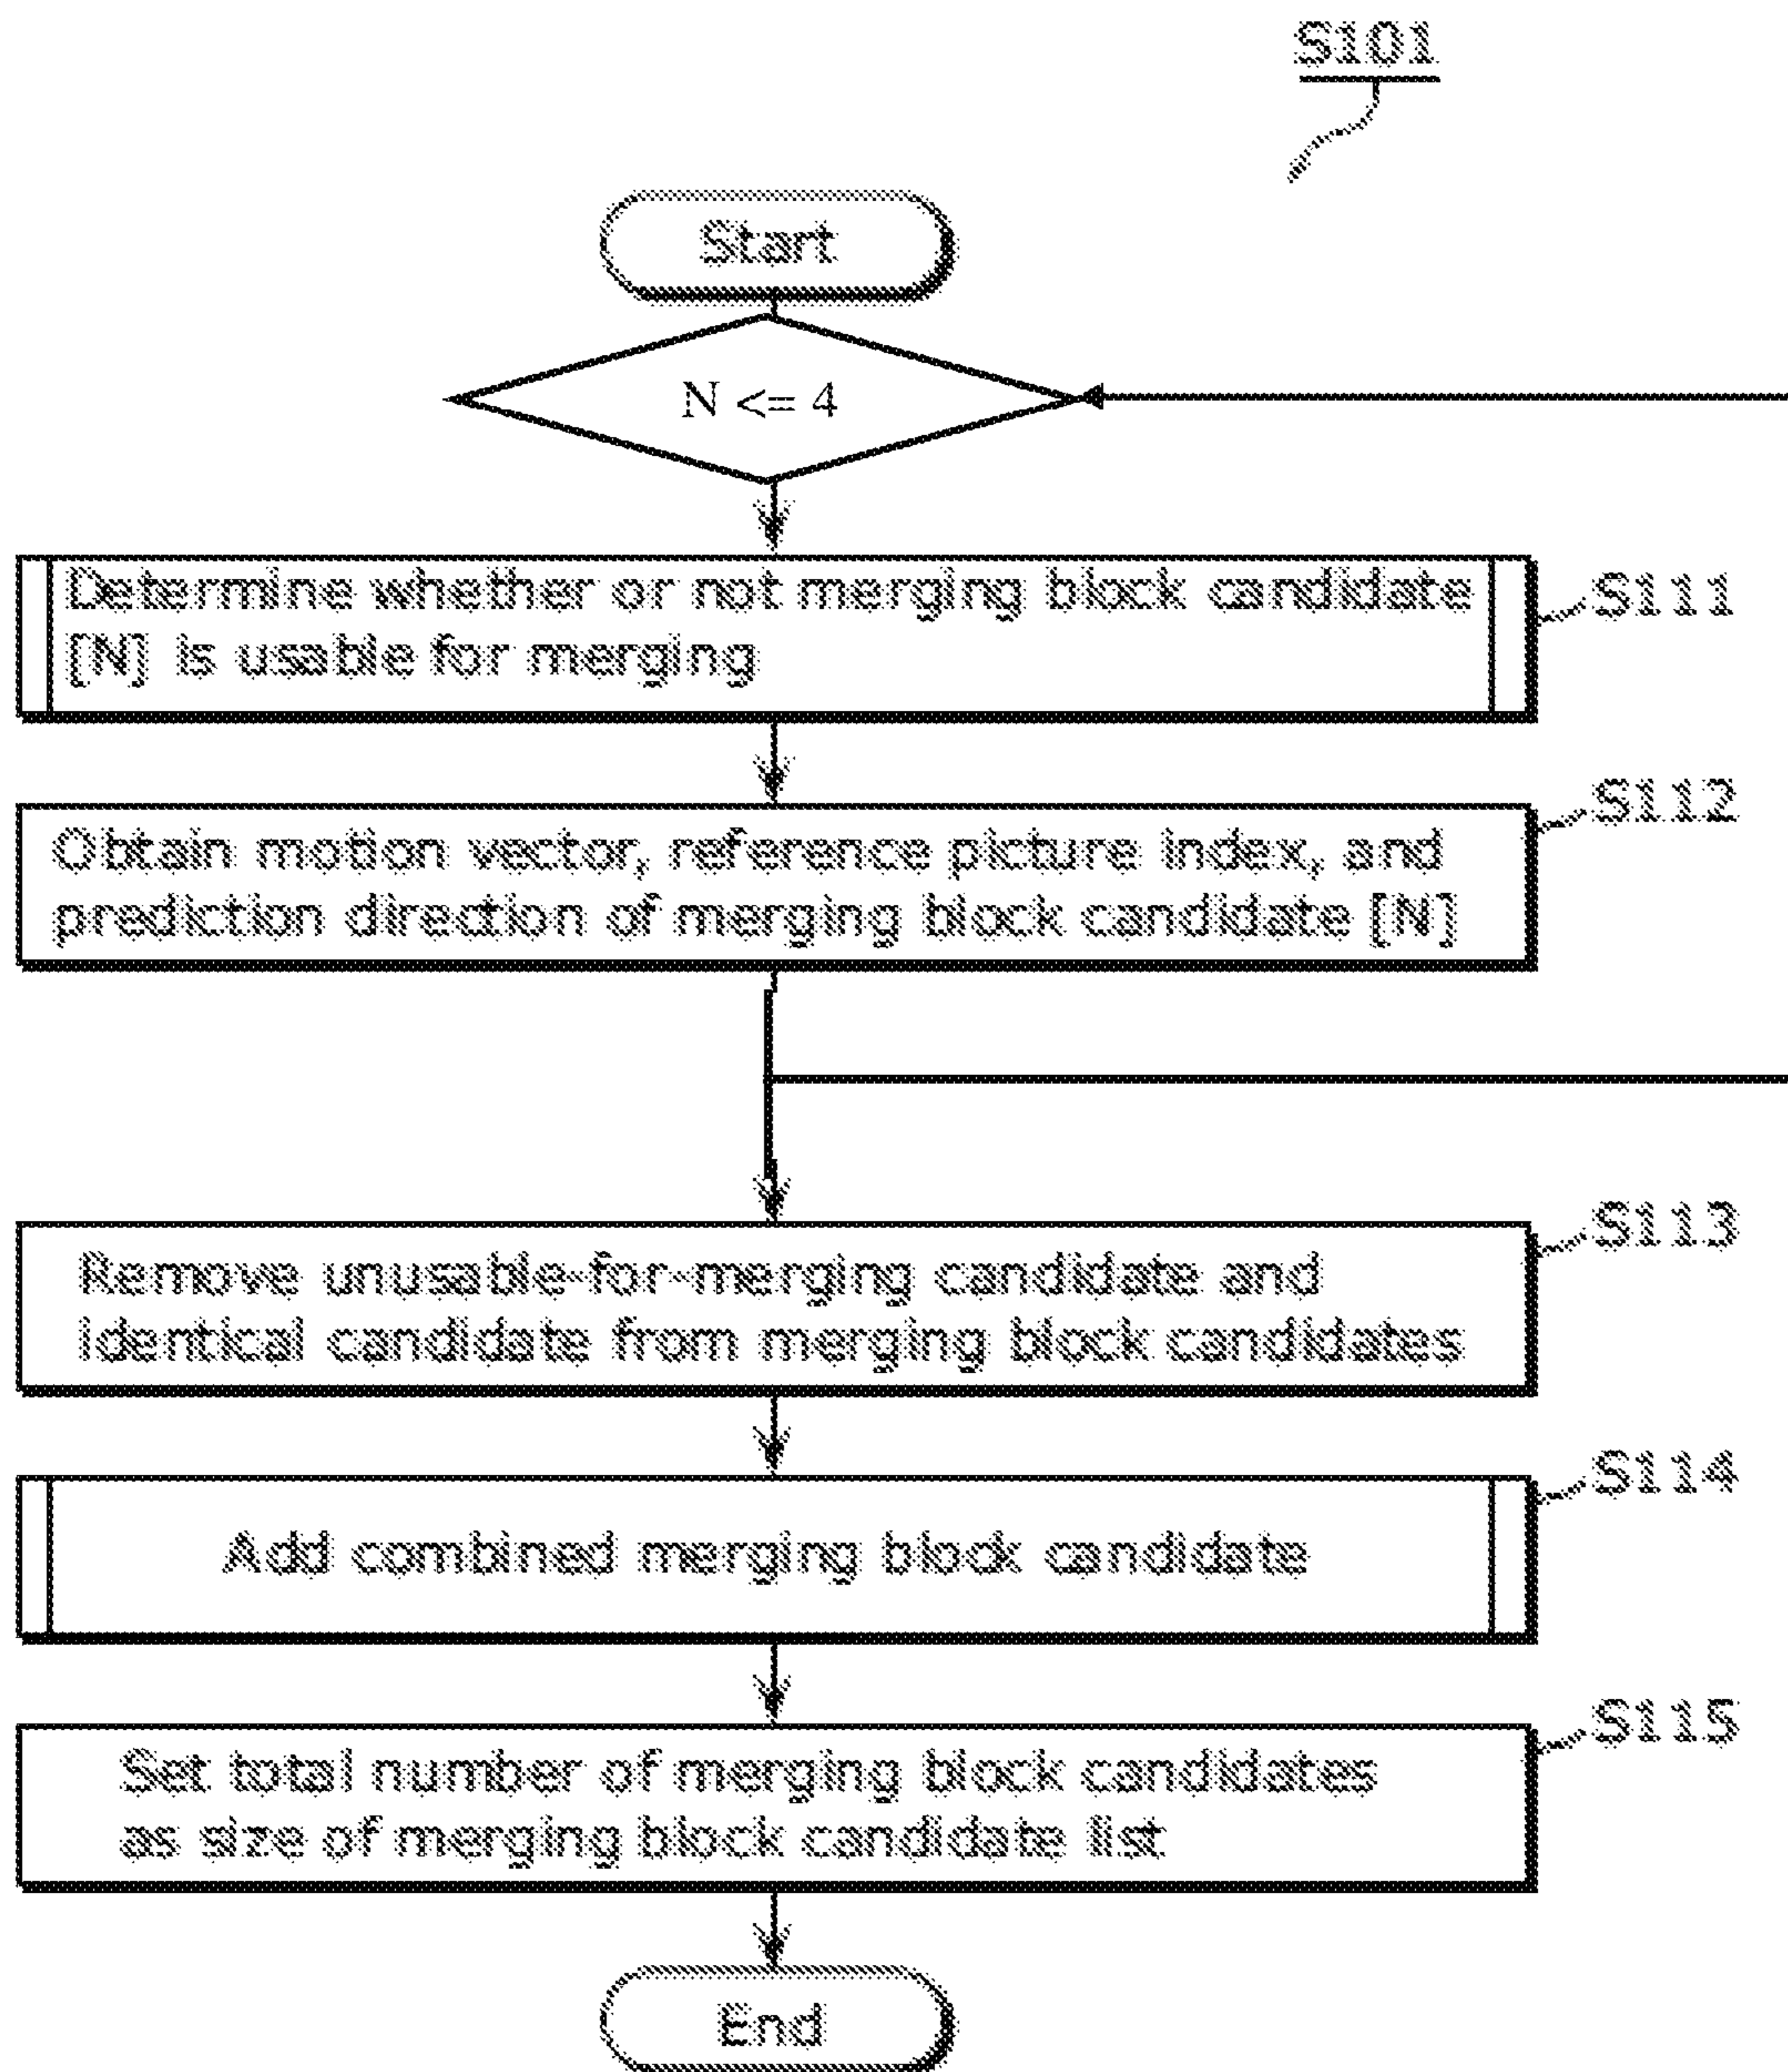 S101
Start
N <= 4
Determine whether or not merging block candidate
[N] is usable for merging
S111
S112
Obtain motion vector, reference picture index, and
prediction direction of merging block candidate [N]
S113
Remove unusable-for-merging candidate and
identical candidate from merging block candidates
S114
Add combined merging block candidate
S115
Set total number of merging block candidates
as size of merging block candidate list
End